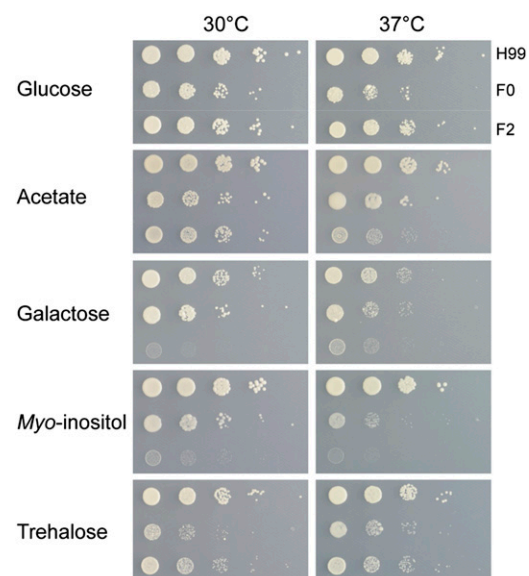 30°C 37°C
Glucose H99
F0
F2
Acetate
Galactose
Myo-inositol
Trehalose